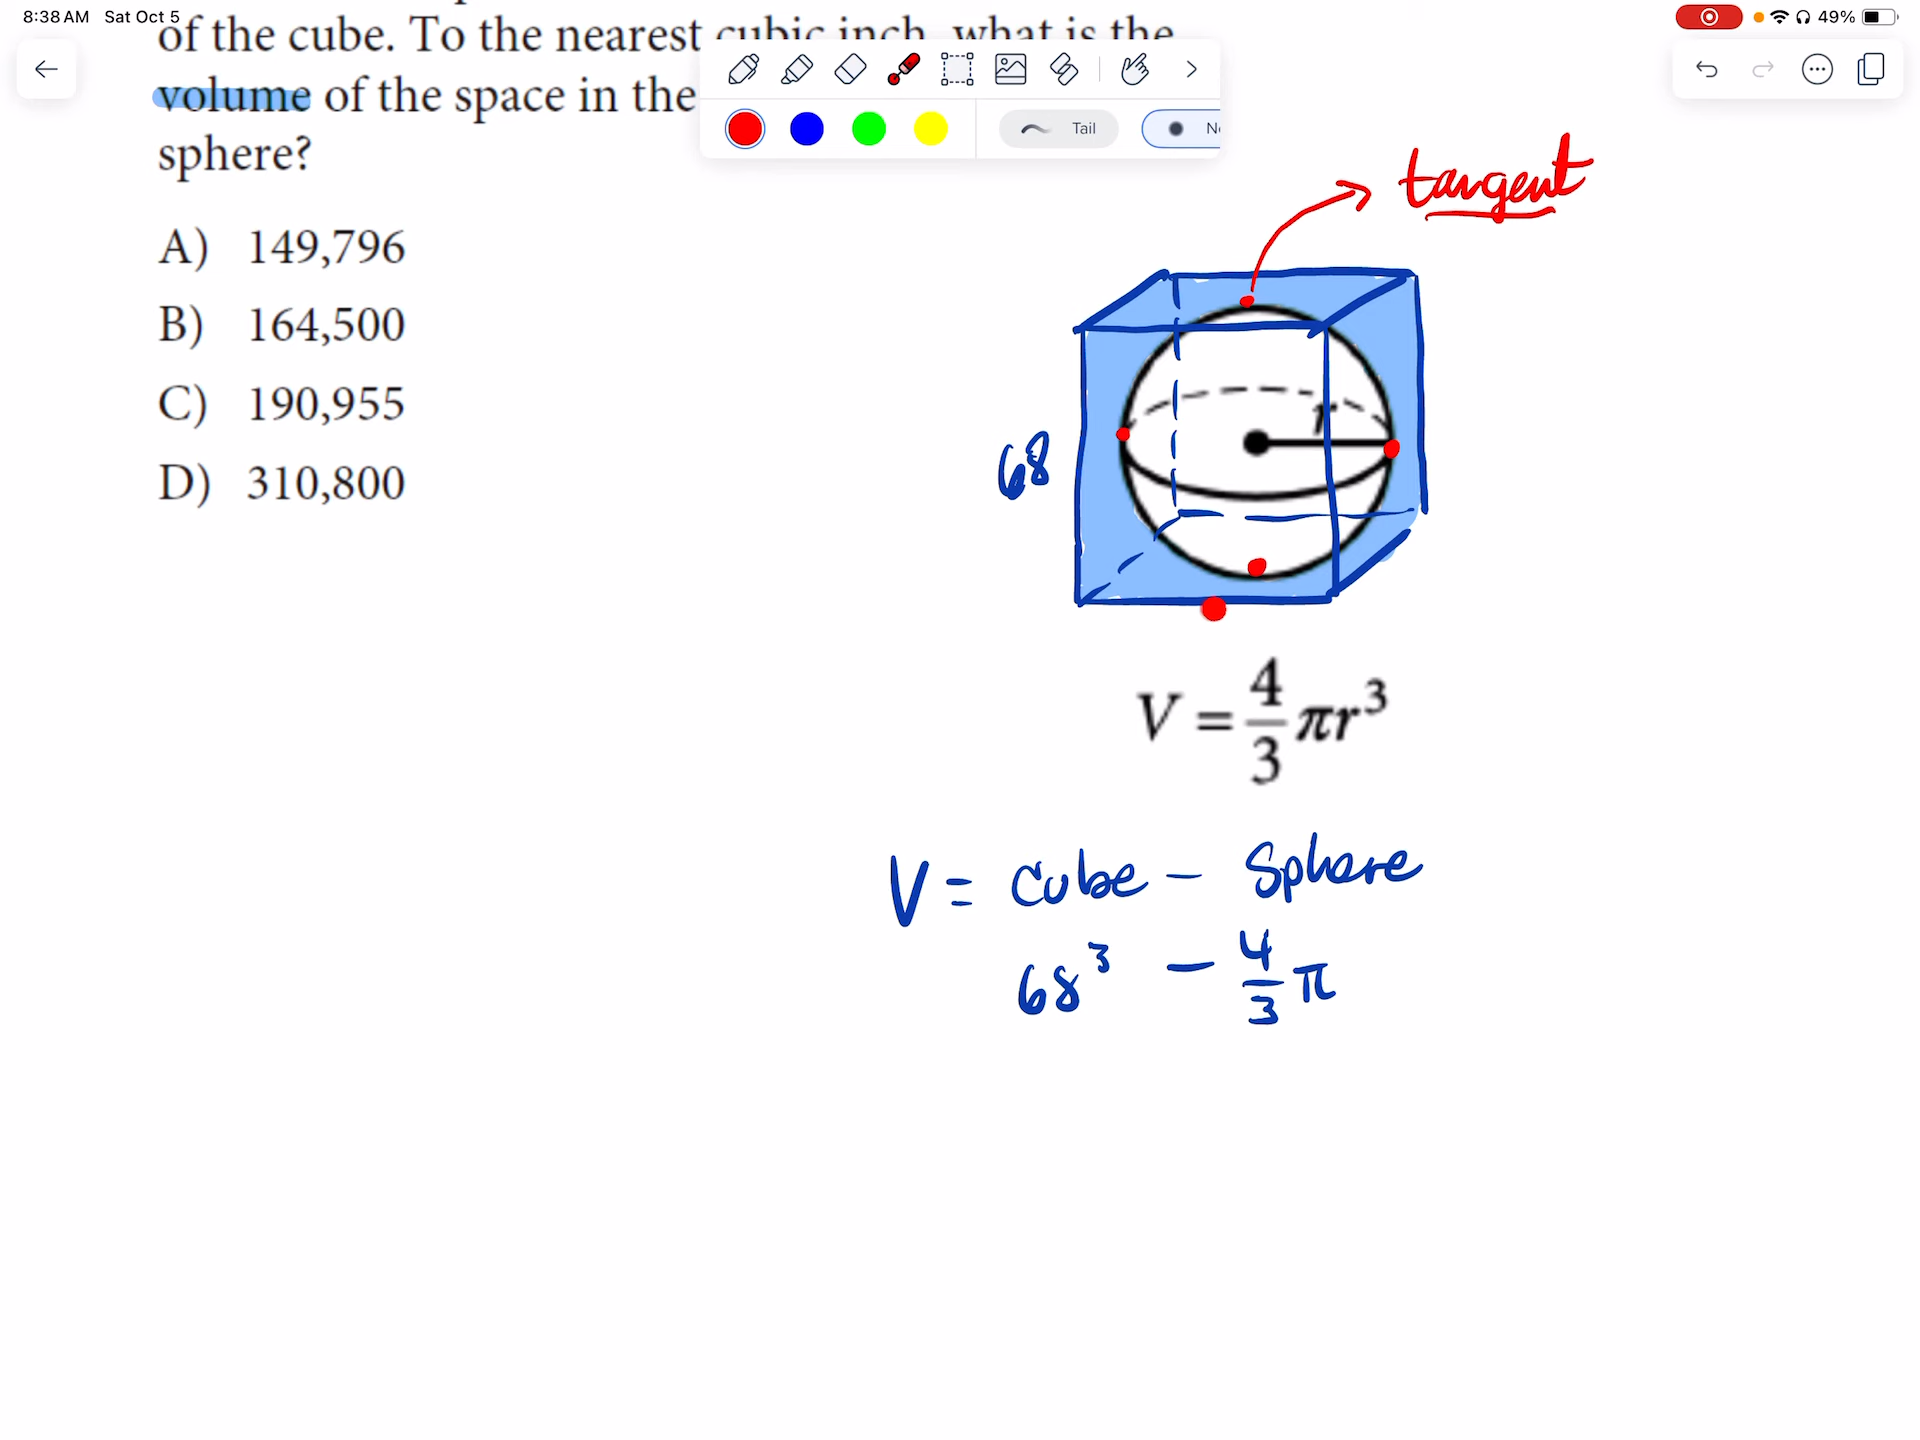 8:38 AM Sat Oct 5
49%
of the cube. To the nearest cubic inch, what is the
volume of the space in the
sphere?
Tail
A) 149,796
B) 164,500
C) 190,955
D) 310,800
tangent
r
68
V = 4/3 πr³
V = Cube − Sphere
68³ − 4/3 π